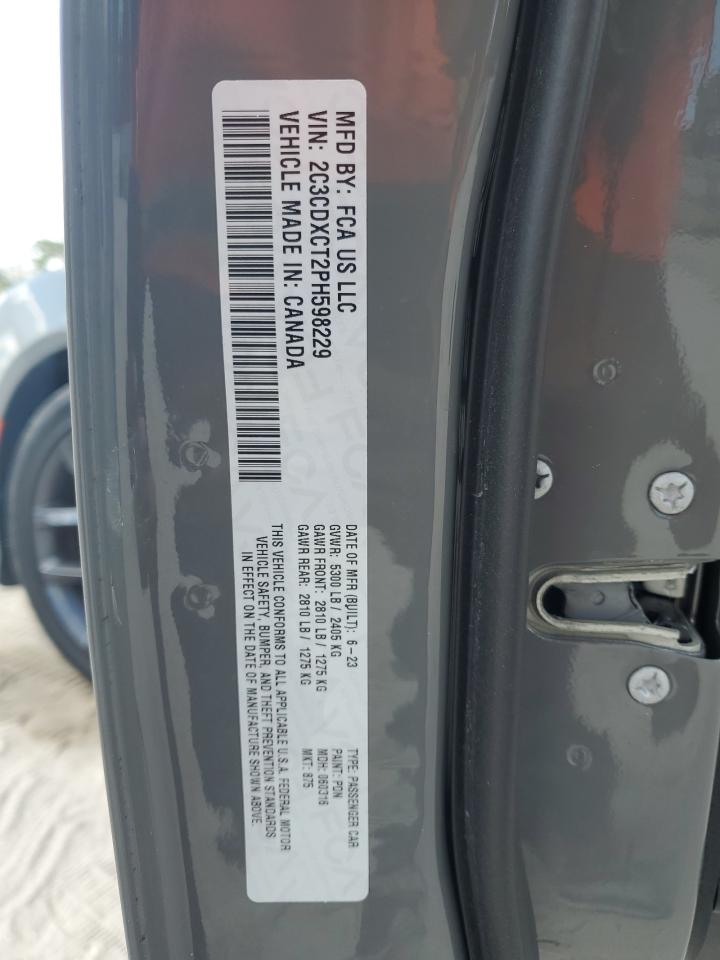 MFD BY: FCA US LLC
VIN: 2C3CDXCT2PH598229
VEHICLE MADE IN: CANADA
DATE OF MFR (BUILT): 6-23
GVWR: 5300 LB / 2405 KG
GAWR FRONT: 2810 LB / 1275 KG
GAWR REAR: 2810 LB / 1275 KG
TYPE: PASSENGER CAR
PAINT: PDN
MDH: 060316
MKT: 875
THIS VEHICLE CONFORMS TO ALL APPLICABLE U.S.A. FEDERAL MOTOR
VEHICLE SAFETY, BUMPER, AND THEFT PREVENTION STANDARDS
IN EFFECT ON THE DATE OF MANUFACTURE SHOWN ABOVE.